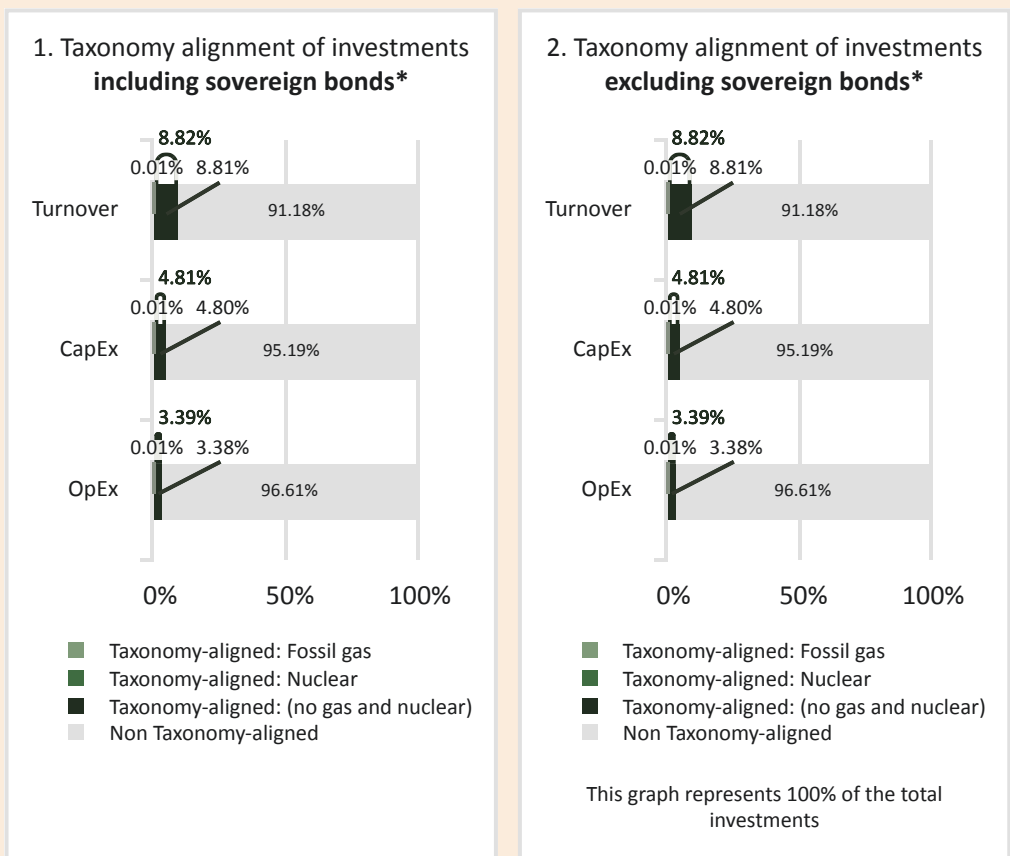 1. Taxonomy alignment of investments
including sovereign bonds*
8.82%
0.01% 8.81%
Turnover 91.18%
4.81%
0.01% 4.80%
CapEx 95.19%
3.39%
0.01% 3.38%
OpEx 96.61%
0% 50% 100%
Taxonomy-aligned: Fossil gas
Taxonomy-aligned: Nuclear
Taxonomy-aligned: (no gas and nuclear)
Non Taxonomy-aligned
2. Taxonomy alignment of investments
excluding sovereign bonds*
8.82%
0.01% 8.81%
Turnover 91.18%
4.81%
0.01% 4.80%
CapEx 95.19%
3.39%
0.01% 3.38%
OpEx 96.61%
0% 50% 100%
Taxonomy-aligned: Fossil gas
Taxonomy-aligned: Nuclear
Taxonomy-aligned: (no gas and nuclear)
Non Taxonomy-aligned
This graph represents 100% of the total
investments